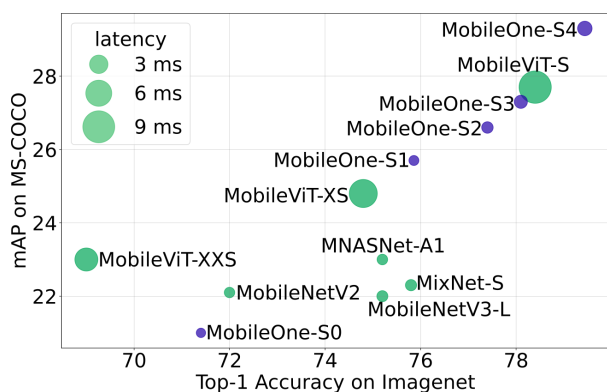 latency
3 ms
6 ms
9 ms
MobileOne-S4
MobileViT-S
MobileOne-S3
MobileOne-S2
MobileOne-S1
MobileViT-XS
MNASNet-A1
MobileViT-XXS
MixNet-S
MobileNetV2
MobileNetV3-L
MobileOne-S0
mAP on MS-COCO
28
26
24
22
70
72
74
76
78
Top-1 Accuracy on Imagenet